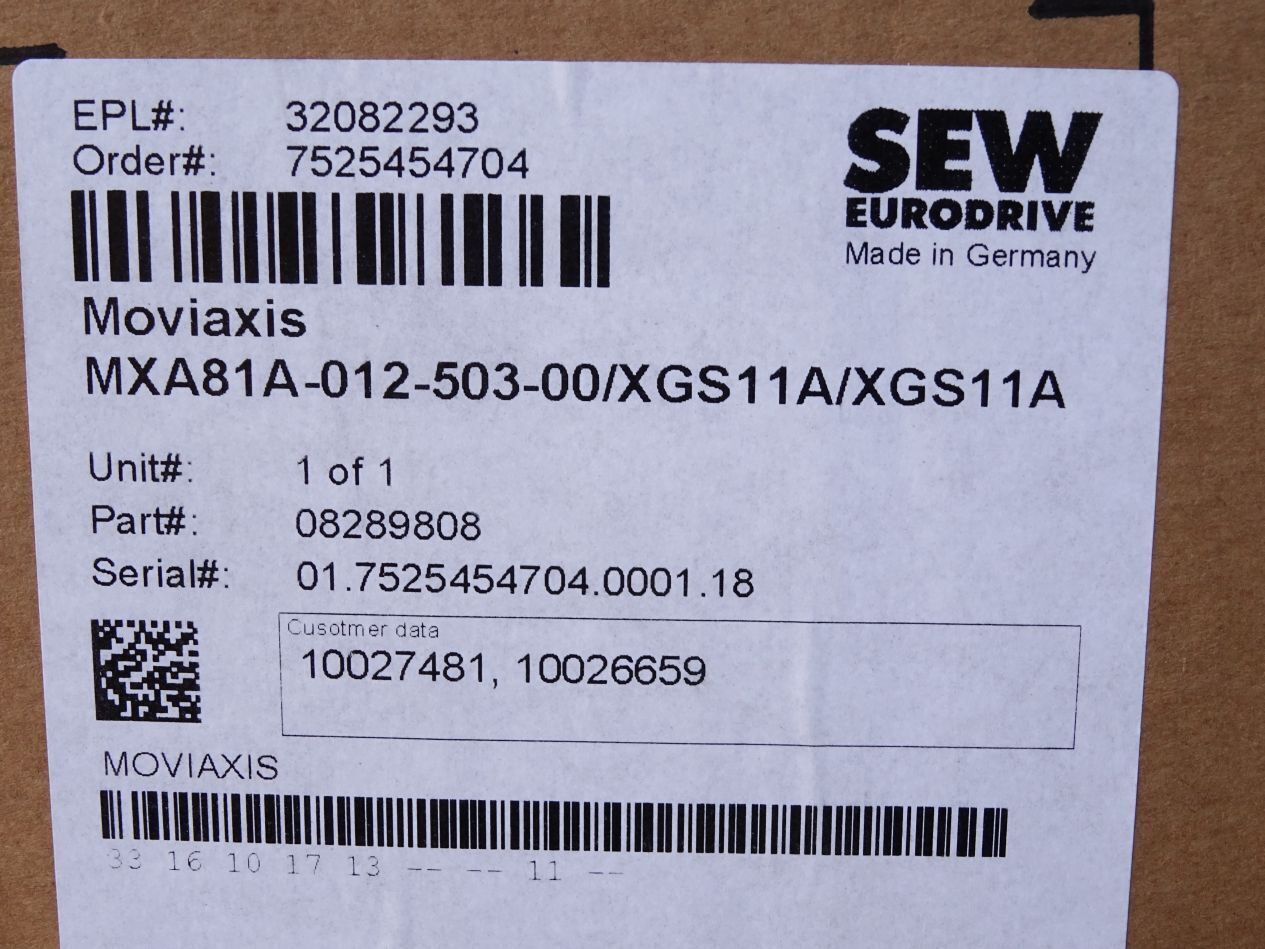 EPL#: 32082293
Order#: 7525454704
SEW
EURODRIVE
Made in Germany
Moviaxis
MXA81A-012-503-00/XGS11A/XGS11A
Unit#: 1 of 1
Part#: 08289808
Serial#: 01.7525454704.0001.18
Cusotmer data
10027481, 10026659
MOVIAXIS
33 16 10 17 13 -- -- 11 --